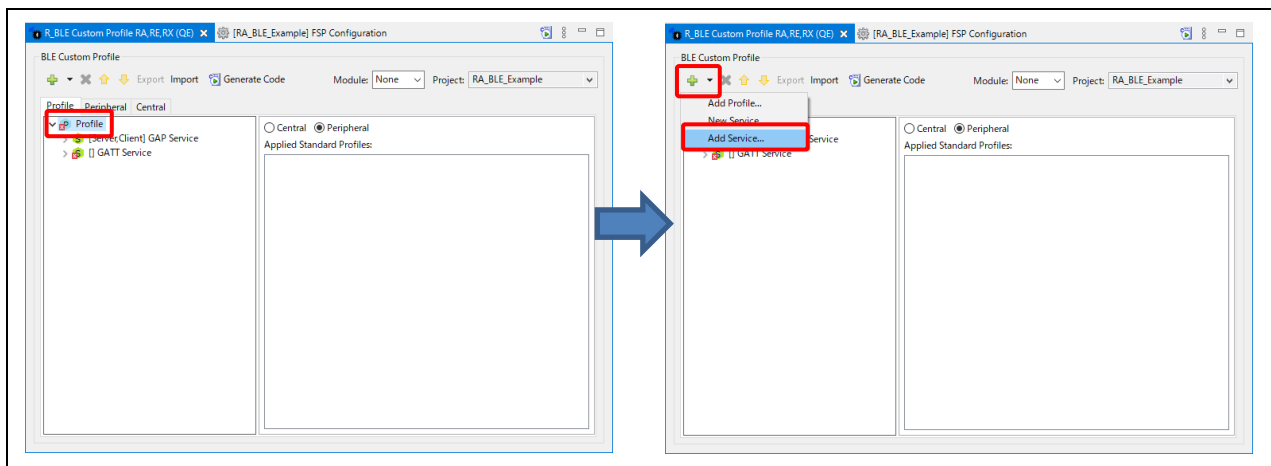 R_BLE Custom Profile RA,RE,RX (QE) [RA_BLE_Example] FSP Configuration
BLE Custom Profile
Export Import Generate Code Module: None Project: RA_BLE_Example
Profile Peripheral Central
Profile
[Server,Client] GAP Service
[] GATT Service
Central Peripheral
Applied Standard Profiles:
R_BLE Custom Profile RA,RE,RX (QE) [RA_BLE_Example] FSP Configuration
BLE Custom Profile
Export Import Generate Code Module: None Project: RA_BLE_Example
Add Profile...
New Service
Add Service...
Service
[] GATT Service
Central Peripheral
Applied Standard Profiles: